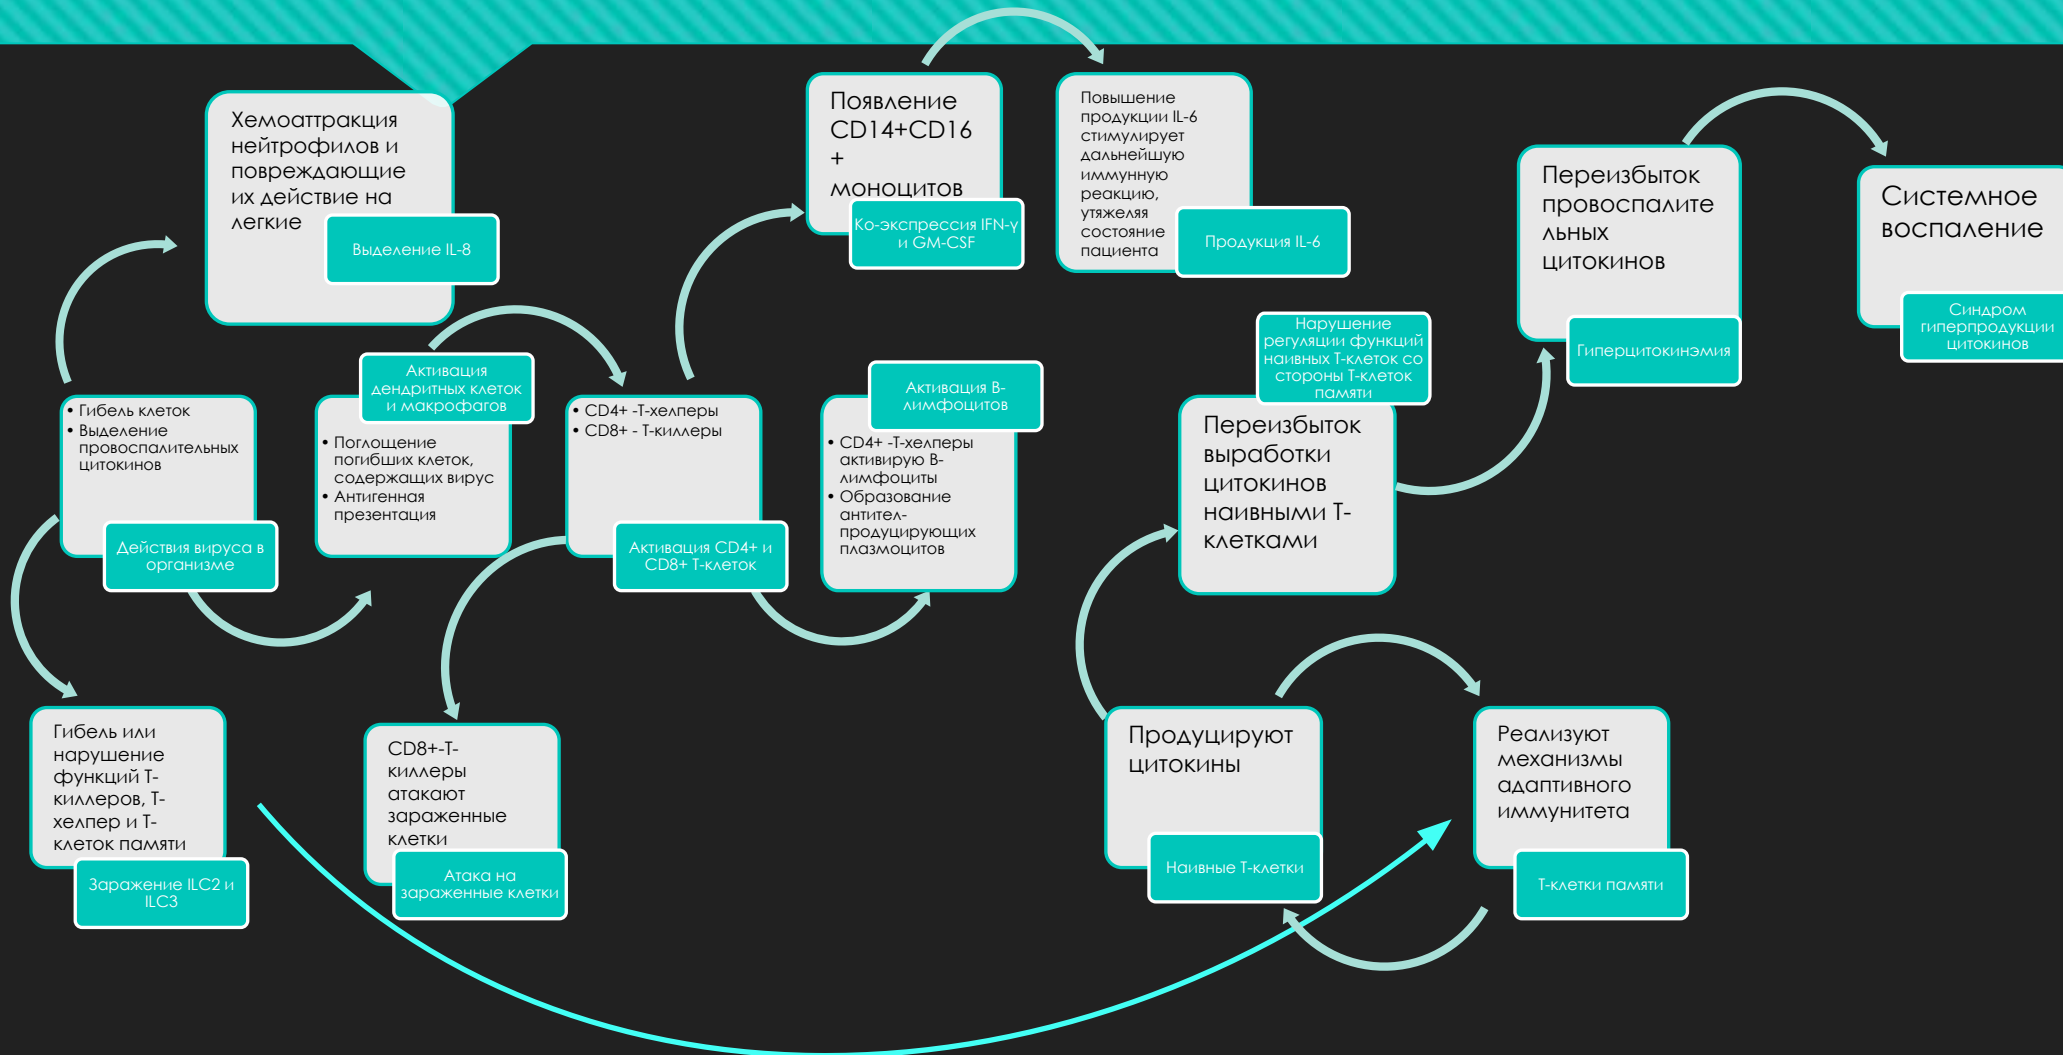 Хемоаттракция
нейтрофилов и
повреждающие
их действие на
легкие
Выделение IL-8
Появление
CD14+CD16
+
моноцитов
Ко-экспрессия IFN-γ
и GM-CSF
Повышение
продукции IL-6
стимулирует
дальнейшую
иммунную
реакцию,
утяжеляя
состояние
пациента
Продукция IL-6
Переизбыток
провоспалите
льных
цитокинов
Гиперцитокинэмия
Системное
воспаление
Синдром
гиперпродукции
цитокинов
• Гибель клеток
• Выделение
провоспалительных
цитокинов
Действия вируса в
организме
Активация
дендритных клеток
и макрофагов
• Поглощение
погибших клеток,
содержащих вирус
• Антигенная
презентация
• CD4+ -Т-хелперы
• CD8+ - Т-киллеры
Активация CD4+ и
CD8+ Т-клеток
Активация В-
лимфоцитов
• CD4+ -Т-хелперы
активирую В-
лимфоциты
• Образование
антител-
продуцирующих
плазмоцитов
Нарушение
регуляции функций
наивных Т-клеток со
стороны Т-клеток
памяти
Переизбыток
выработки
цитокинов
наивными Т-
клетками
Гибель или
нарушение
функций Т-
киллеров, Т-
хелпер и Т-
клеток памяти
Заражение ILC2 и
ILC3
CD8+-Т-
киллеры
атакают
зараженные
клетки
Атака на
зараженные клетки
Продуцируют
цитокины
Наивные Т-клетки
Реализуют
механизмы
адаптивного
иммунитета
Т-клетки памяти